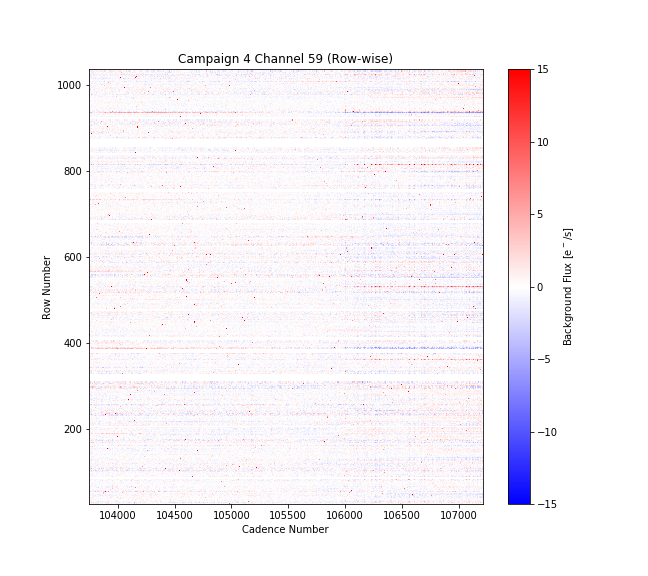 Campaign 4 Channel 59 (Row-wise)
1000
800
600
400
200
Row Number
104000 104500 105000 105500 106000 106500 107000
Cadence Number
15
10
5
0
−5
−10
−15
Background Flux [e⁻/s]